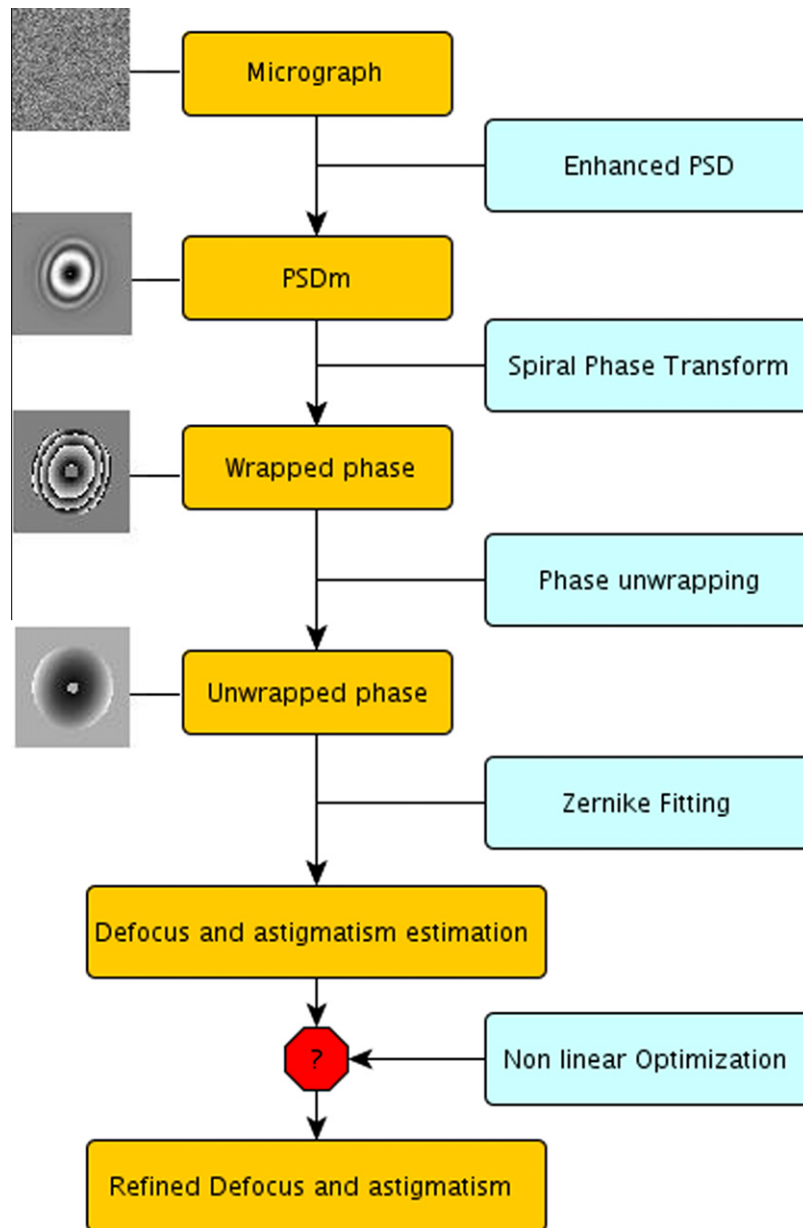 Micrograph
Enhanced PSD
PSDm
Spiral Phase Transform
Wrapped phase
Phase unwrapping
Unwrapped phase
Zernike Fitting
Defocus and astigmatism estimation
?
Non linear Optimization
Refined Defocus and astigmatism